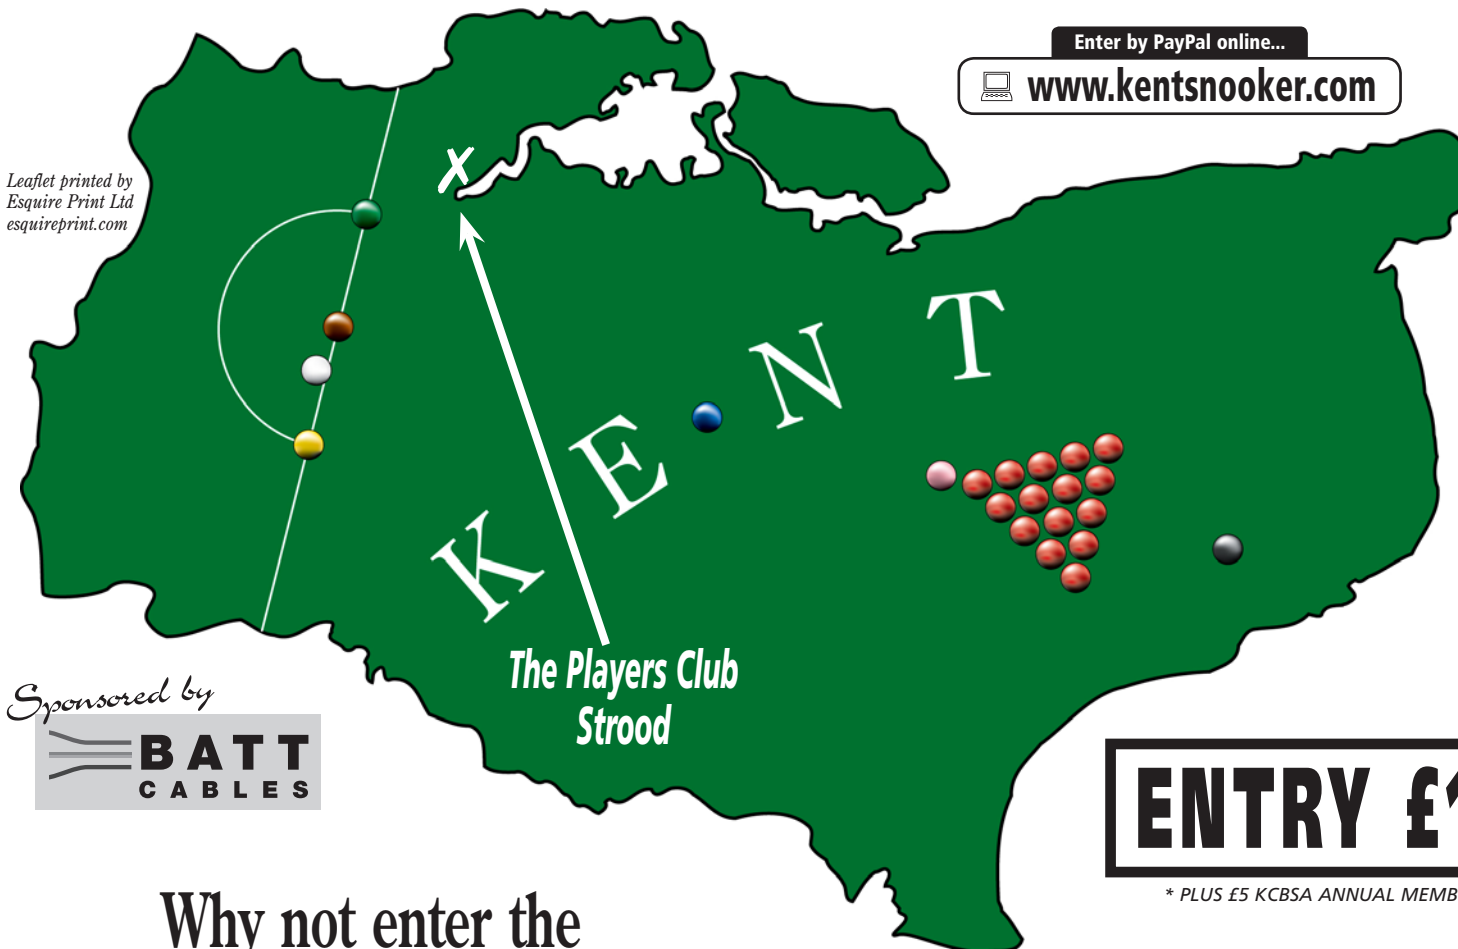 Enter by PayPal online...
www.kentsnooker.com
Leaflet printed by
Esquire Print Ltd
esquireprint.com
KENT
The Players Club
Strood
Sponsored by
BATT
CABLES
ENTRY £
* PLUS £5 KCBSA ANNUAL
Why not enter the